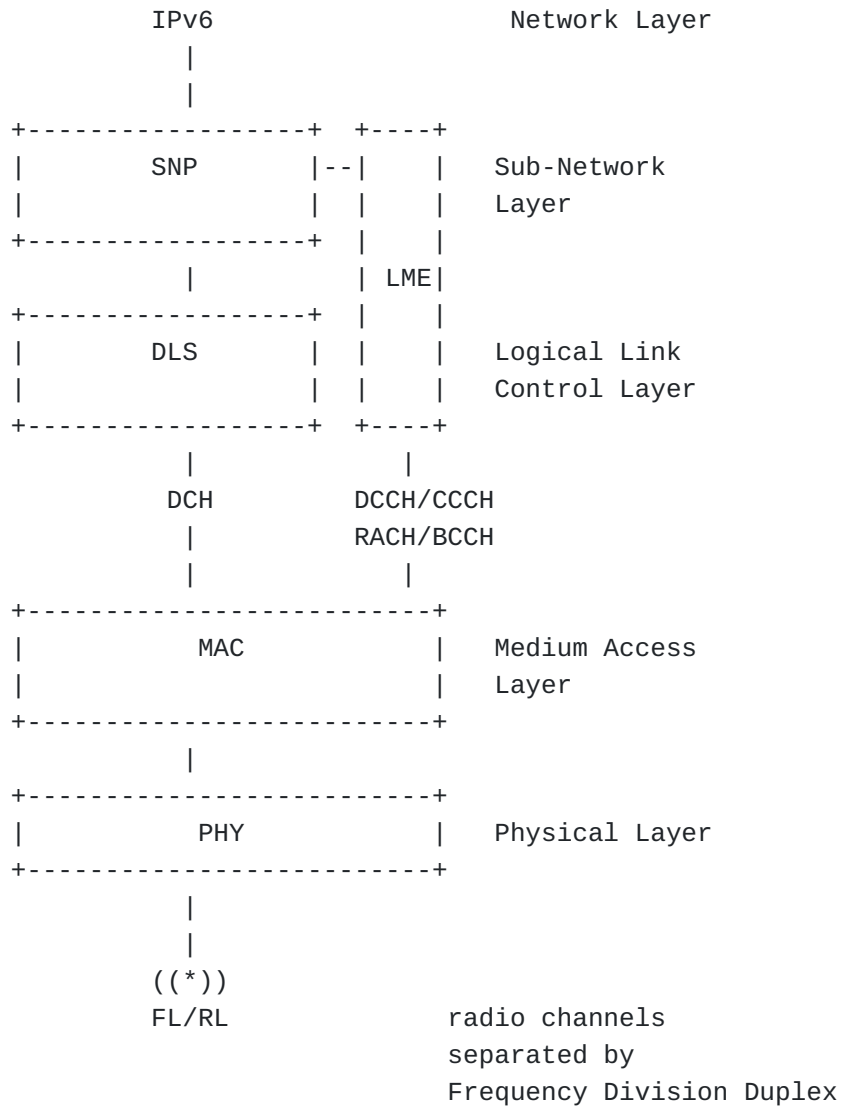 IPv6 Network Layer
SNP Sub-Network
Layer
LME
DLS Logical Link
Control Layer
DCH DCCH/CCCH
RACH/BCCH
MAC Medium Access
Layer
PHY Physical Layer
((*))
FL/RL radio channels
separated by
Frequency Division Duplex